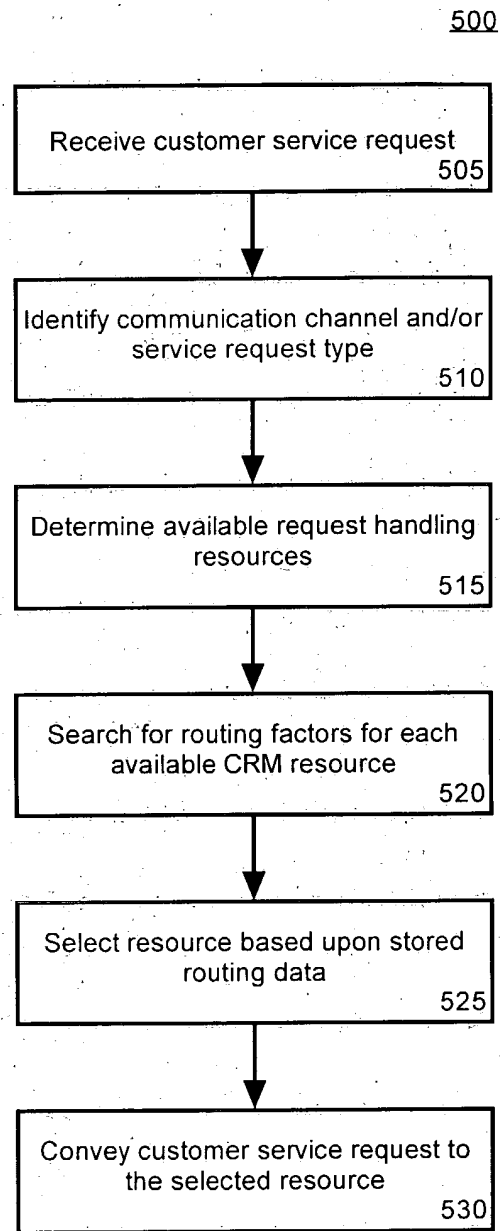 500
Receive customer service request
505
Identify communication channel and/or
service request type
510
Determine available request handling
resources
515
Search for routing factors for each
available CRM resource
520
Select resource based upon stored
routing data
525
Convey customer service request to
the selected resource
530